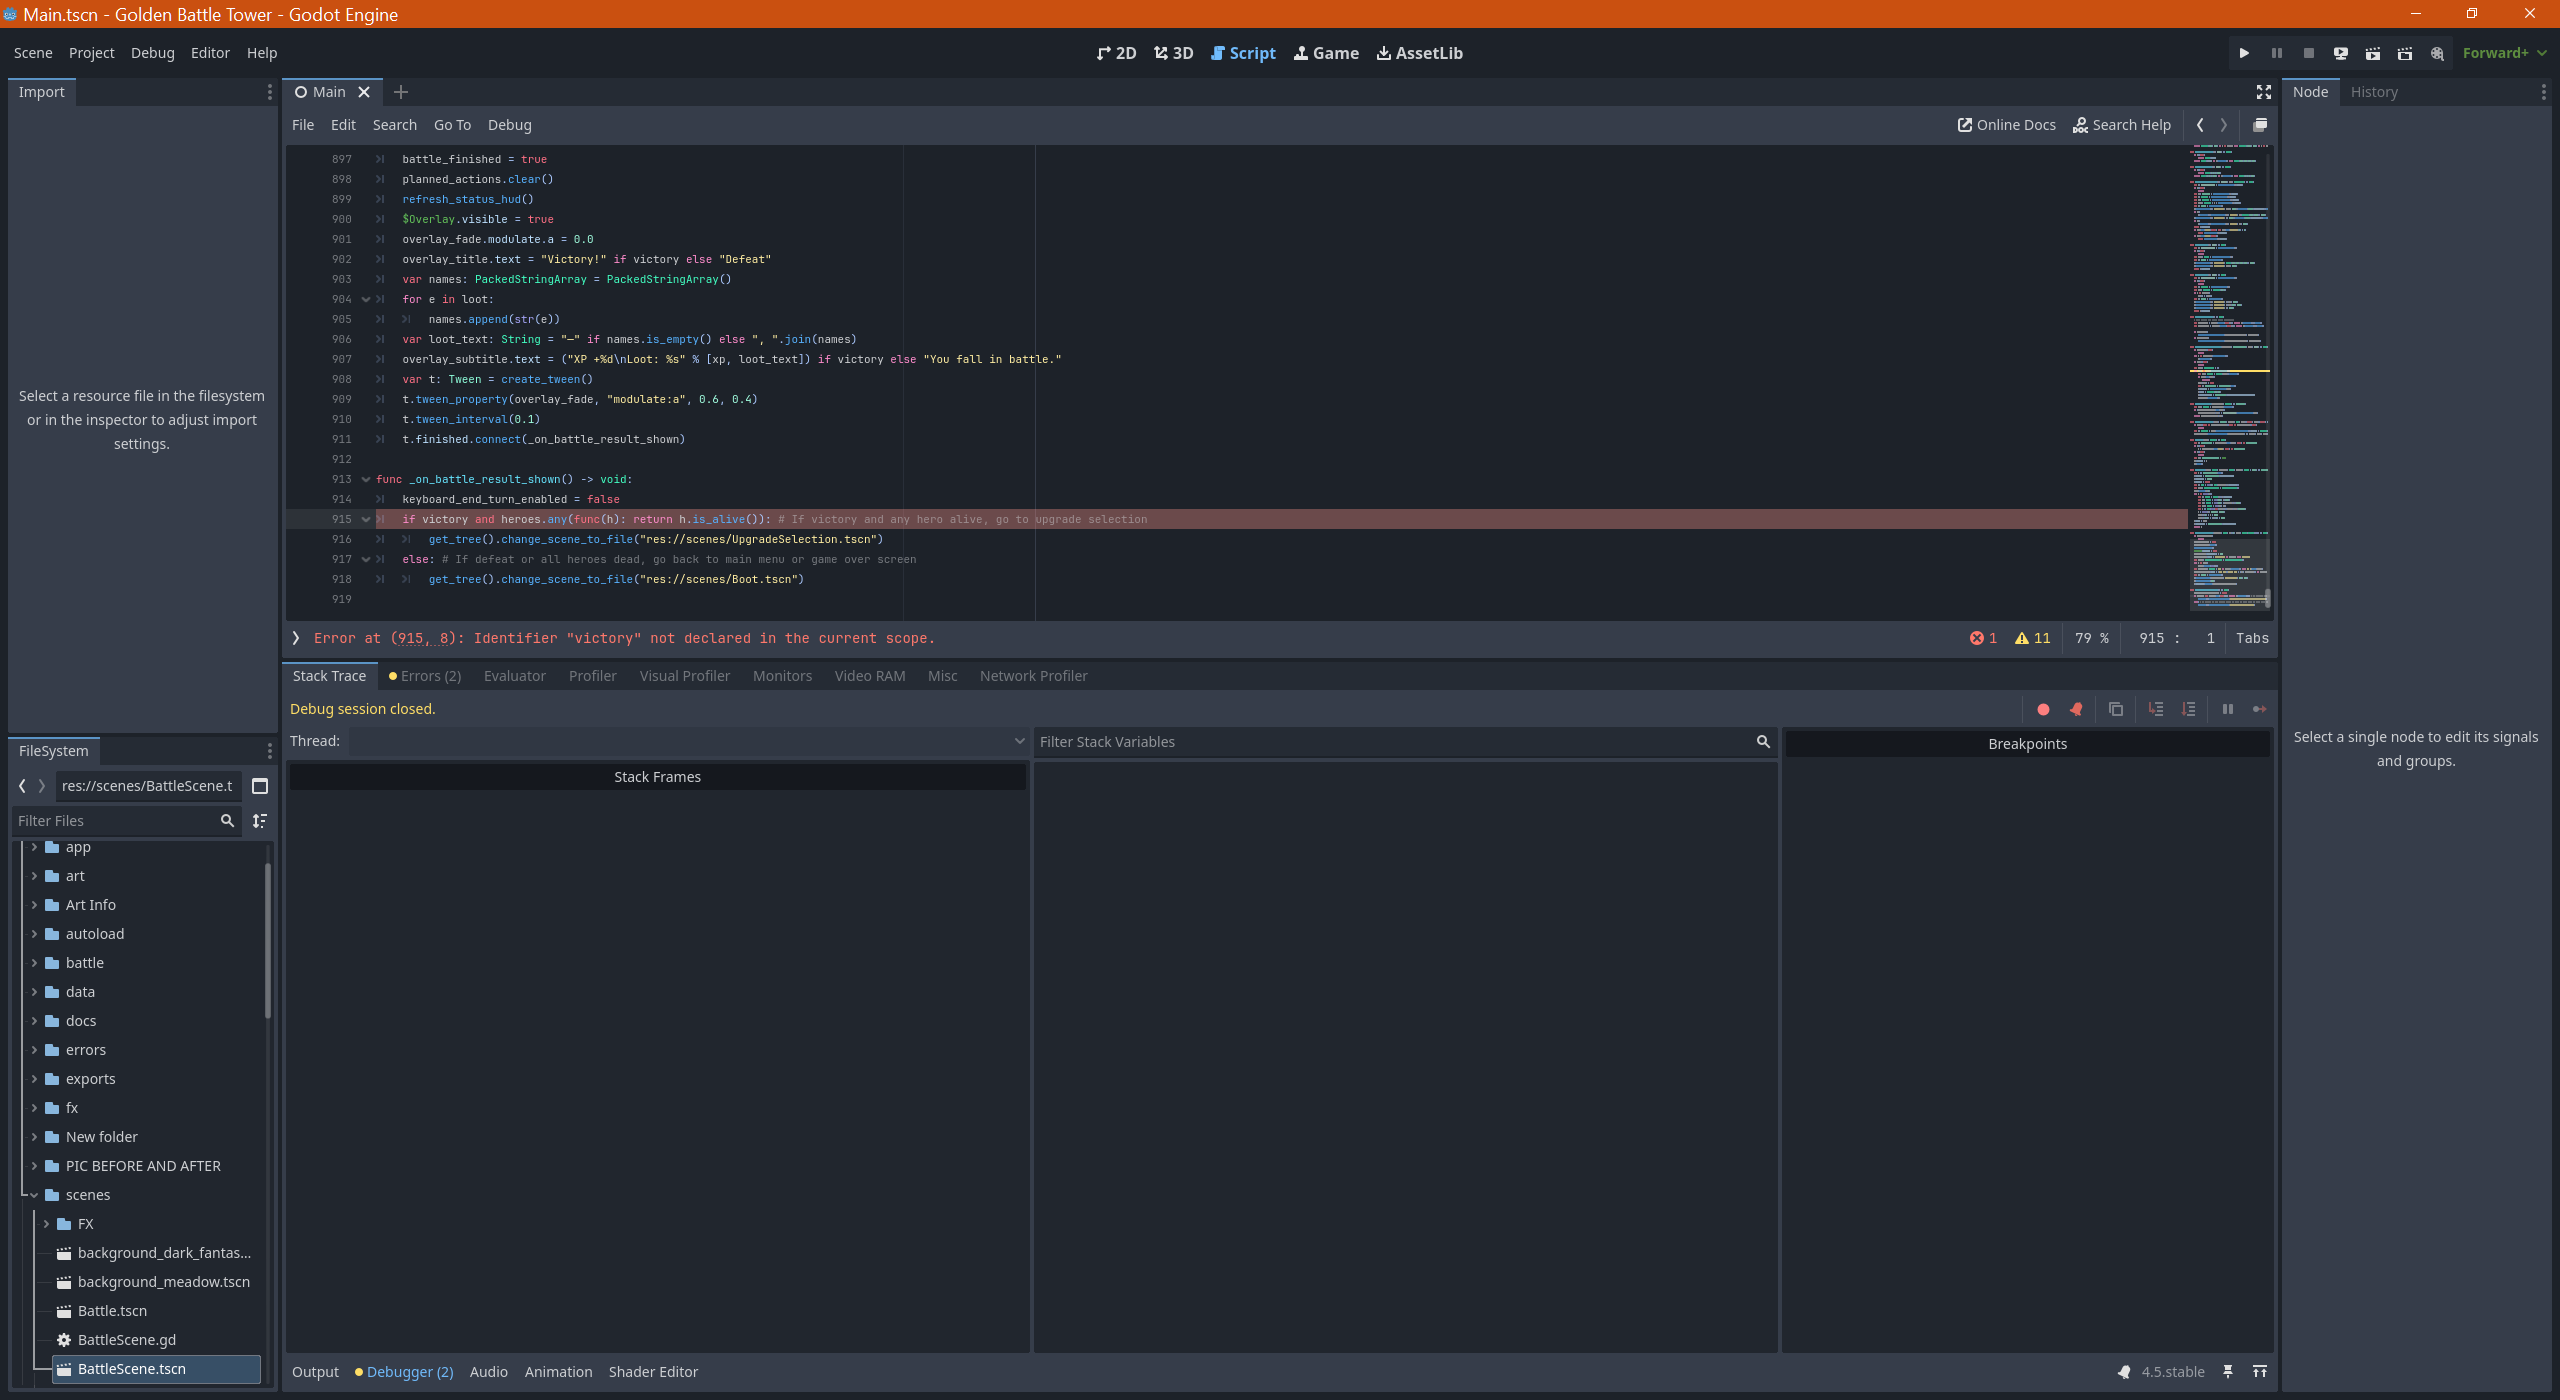 Main.tscn - Golden Battle Tower - Godot Engine
Scene Project Debug Editor Help
2D 3D Script Game AssetLib
Forward+
Import
Main
Node History
File Edit Search Go To Debug
Online Docs Search Help
Select a resource file in the filesystem
or in the inspector to adjust import
settings.
897 battle_finished = true
898 planned_actions.clear()
899 refresh_status_hud()
900 $Overlay.visible = true
901 overlay_fade.modulate.a = 0.0
902 overlay_title.text = "Victory!" if victory else "Defeat"
903 var names: PackedStringArray = PackedStringArray()
904 for e in loot:
905 names.append(str(e))
906 var loot_text: String = "—" if names.is_empty() else ", ".join(names)
907 overlay_subtitle.text = ("XP +%d\nLoot: %s" % [xp, loot_text]) if victory else "You fall in battle."
908 var t: Tween = create_tween()
909 t.tween_property(overlay_fade, "modulate:a", 0.6, 0.4)
910 t.tween_interval(0.1)
911 t.finished.connect(_on_battle_result_shown)
912
913 func _on_battle_result_shown() -> void:
914 keyboard_end_turn_enabled = false
915 if victory and heroes.any(func(h): return h.is_alive()): # If victory and any hero alive, go to upgrade selection
916 get_tree().change_scene_to_file("res://scenes/UpgradeSelection.tscn")
917 else: # If defeat or all heroes dead, go back to main menu or game over screen
918 get_tree().change_scene_to_file("res://scenes/Boot.tscn")
919
Error at (915, 8): Identifier "victory" not declared in the current scope.
1 11 79 % 915 : 1 Tabs
Stack Trace Errors (2) Evaluator Profiler Visual Profiler Monitors Video RAM Misc Network Profiler
Debug session closed.
Thread:
Filter Stack Variables
Breakpoints
Stack Frames
Select a single node to edit its signals
and groups.
FileSystem
res://scenes/BattleScene.t
Filter Files
app
art
Art Info
autoload
battle
data
docs
errors
exports
fx
New folder
PIC BEFORE AND AFTER
scenes
FX
background_dark_fantas...
background_meadow.tscn
Battle.tscn
BattleScene.gd
BattleScene.tscn
Output Debugger (2) Audio Animation Shader Editor
4.5.stable